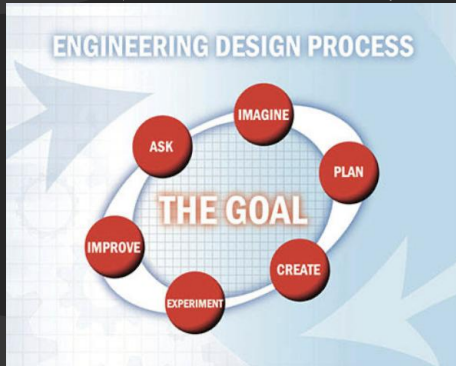 ENGINEERING DESIGN PROCESS
IMAGINE
ASK
PLAN
THE GOAL
IMPROVE
CREATE
EXPERIMENT